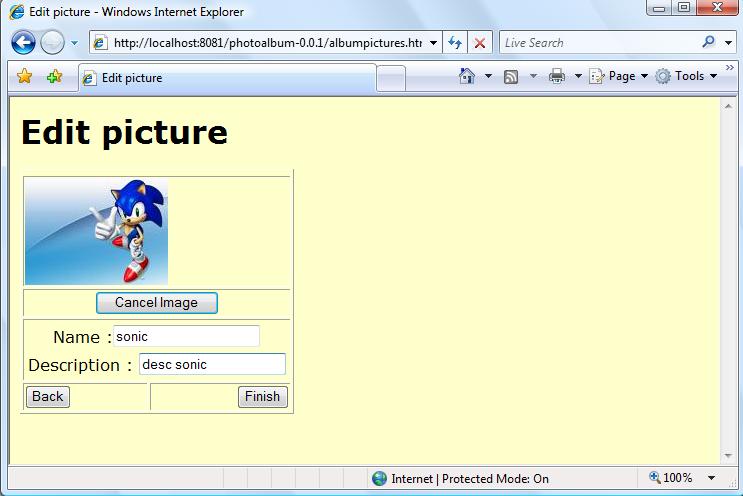 Edit picture - Windows Internet Explorer
http://localhost:8081/photoalbum-0.0.1/albumpictures.htm
Live Search
Edit picture
Page
Tools
Edit picture
Cancel Image
Name : sonic
Description : desc sonic
Back Finish
Internet | Protected Mode: On
100%